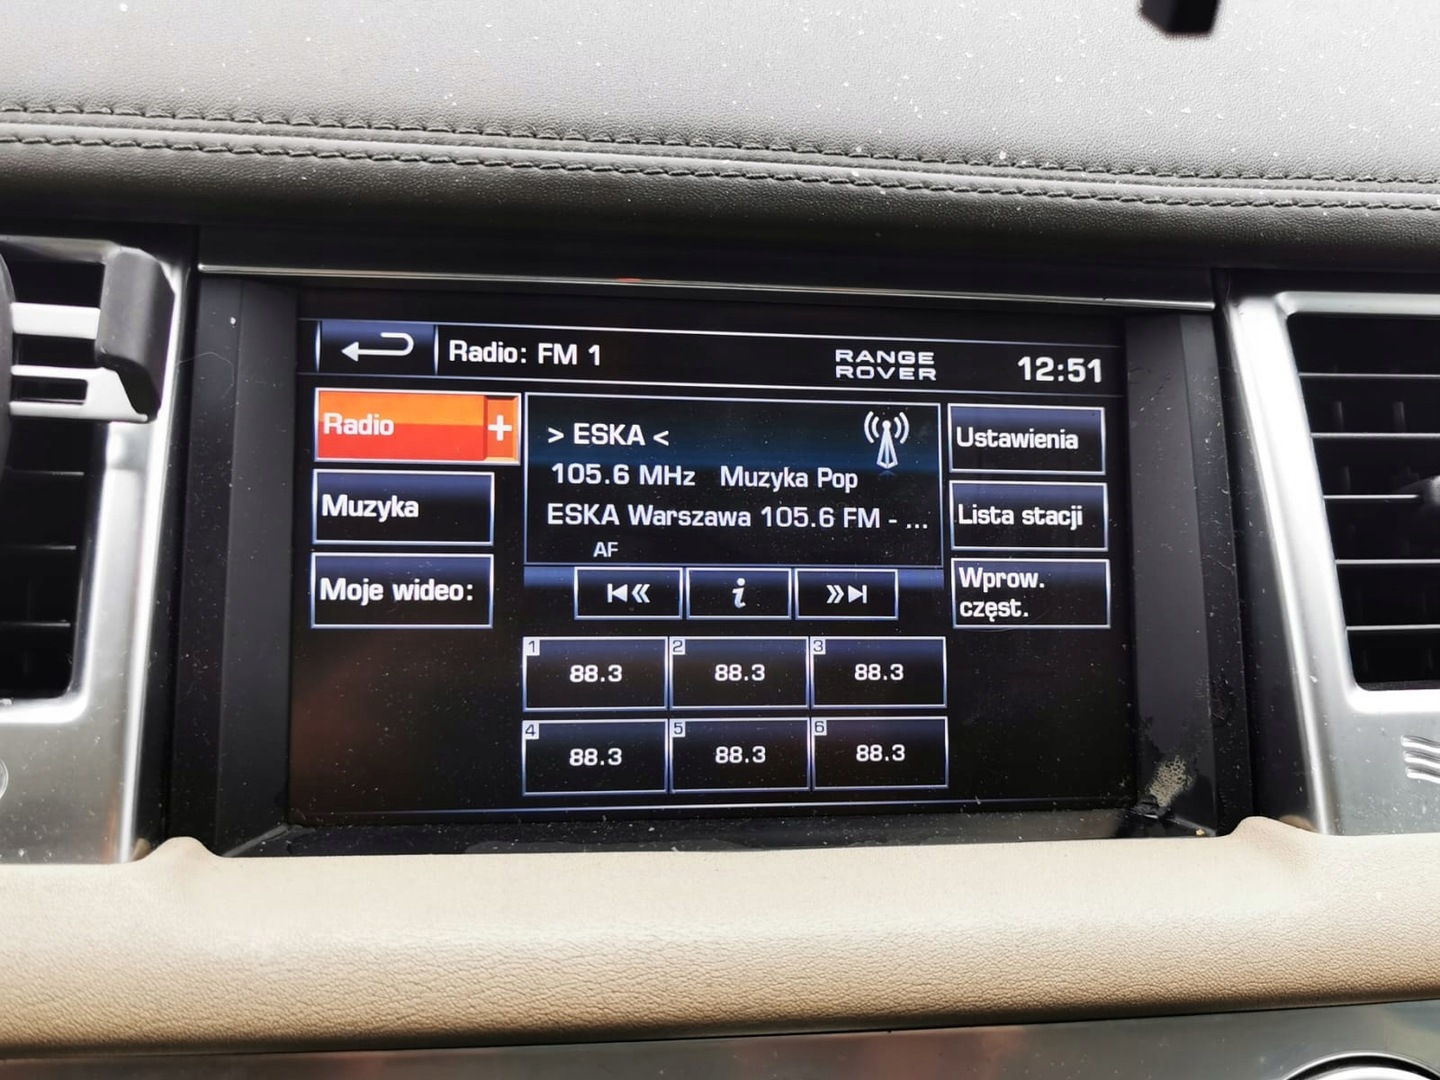 Radio: FM 1
RANGE
ROVER
12:51
Radio +
Muzyka
Moje wideo:
> ESKA <
105.6 MHz Muzyka Pop
ESKA Warszawa 105.6 FM - ...
AF
i
Ustawienia
Lista stacji
Wprow.
częst.
1 88.3
2 88.3
3 88.3
4 88.3
5 88.3
6 88.3